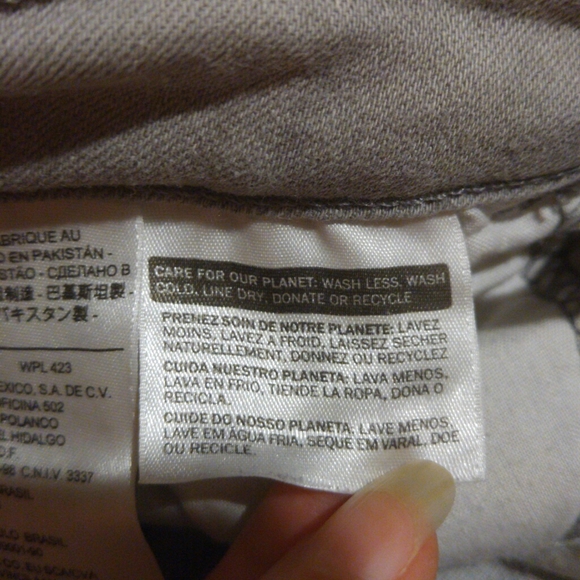 ABRIQUE AU
O EN PAKISTÁN -
STÃO - СДЕЛАНО В
制造 - 巴基斯坦製 -
パキスタン製 -
WPL 423
EXICO, S.A. DE C.V.
OFICINA 502
POLANCO
EL HIDALGO
D.F.
C.N.I.V 3337
RASIL
BRASIL
CARE FOR OUR PLANET: WASH LESS, WASH
COLD, LINE DRY, DONATE OR RECYCLE
PRENEZ SOIN DE NOTRE PLANETE: LAVEZ
MOINS, LAVEZ A FROID, LAISSEZ SECHER
NATURELLEMENT, DONNEZ OU RECYCLEZ
CUIDA NUESTRO PLANETA: LAVA MENOS,
LAVA EN FRIO, TIENDE LA ROPA, DONA O
RECICLA.
CUIDE DO NOSSO PLANETA: LAVE MENOS,
LAVE EM ÁGUA FRIA, SEQUE EM VARAL, DOE
OU RECICLE.